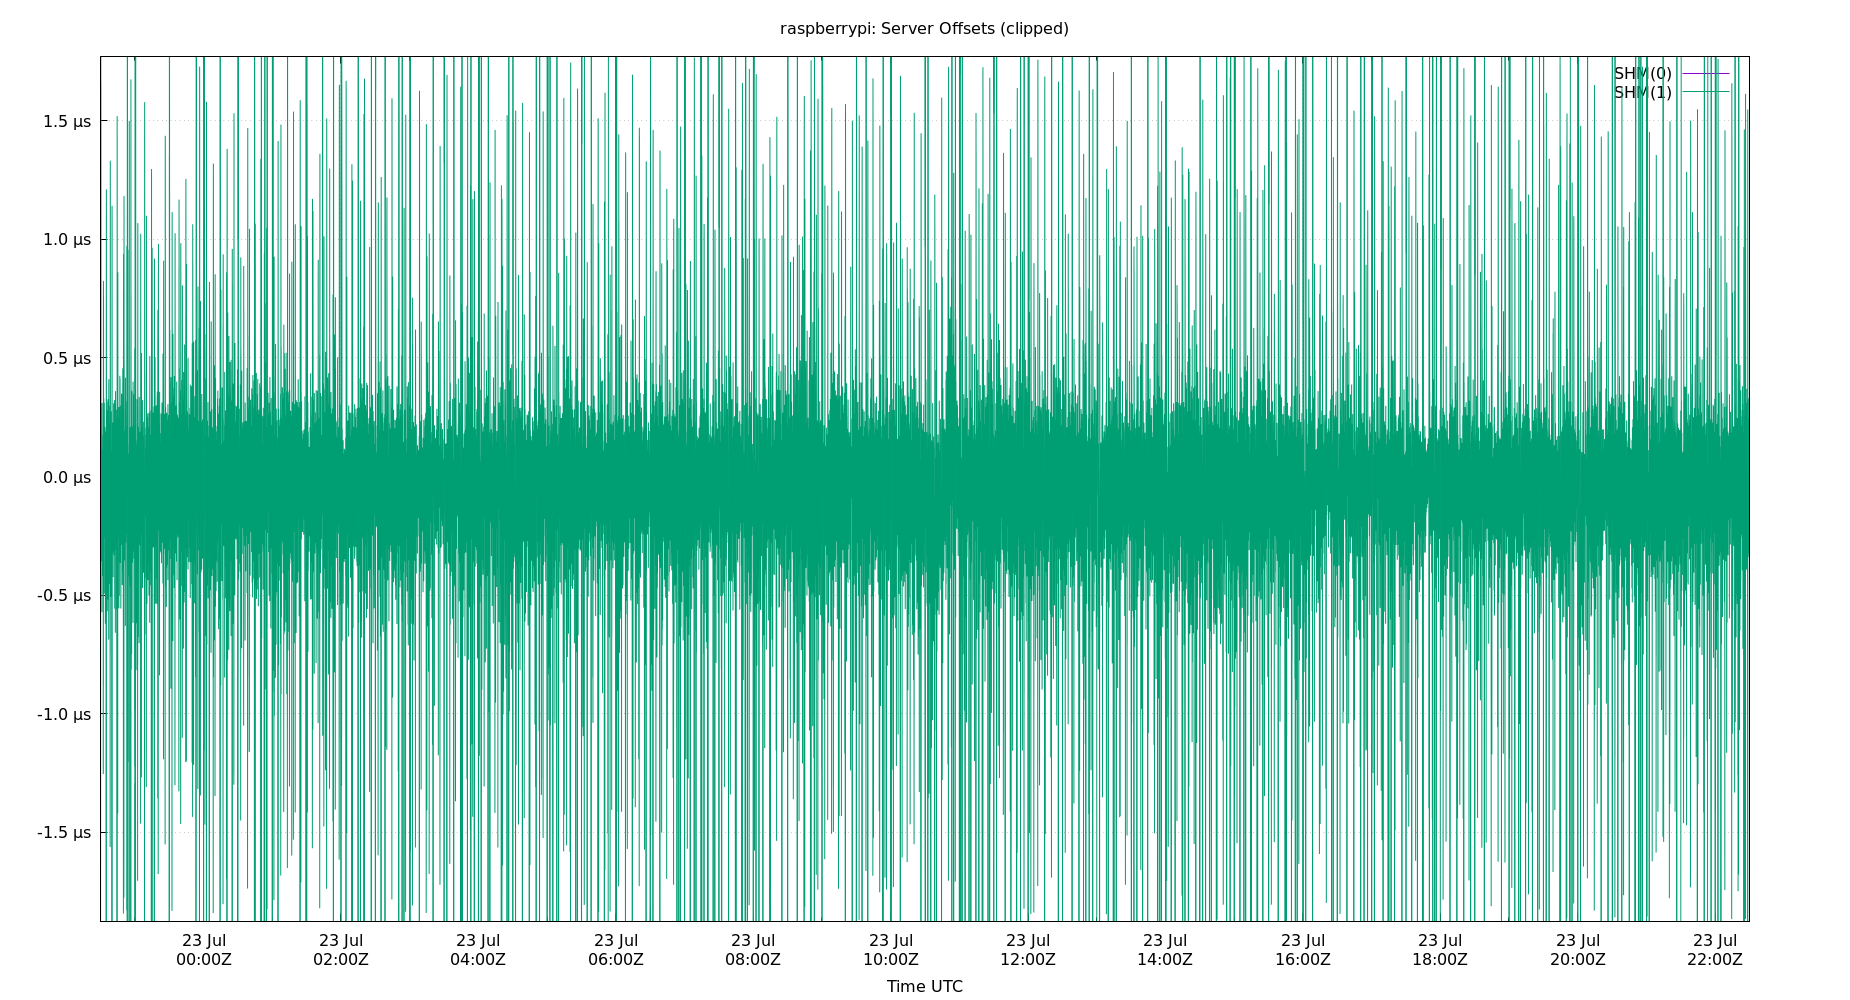 raspberrypi: Server Offsets (clipped)
SHM(0)
SHM(1)
1.5 µs
1.0 µs
0.5 µs
0.0 µs
-0.5 µs
-1.0 µs
-1.5 µs
23 Jul 23 Jul 23 Jul 23 Jul 23 Jul 23 Jul 23 Jul 23 Jul 23 Jul 23 Jul 23 Jul 23 Jul
00:00Z 02:00Z 04:00Z 06:00Z 08:00Z 10:00Z 12:00Z 14:00Z 16:00Z 18:00Z 20:00Z 22:00Z
Time UTC